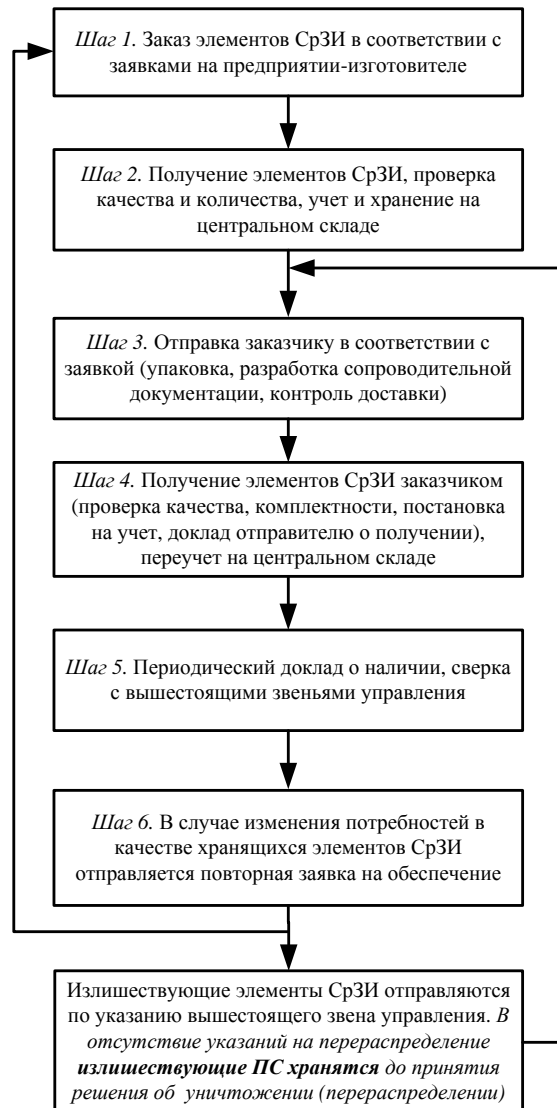 Шаг 1. Заказ элементов СрЗИ в соответствии с
заявками на предприятии-изготовителе
Шаг 2. Получение элементов СрЗИ, проверка
качества и количества, учет и хранение на
центральном складе
Шаг 3. Отправка заказчику в соответствии с
заявкой (упаковка, разработка сопроводительной
документации, контроль доставки)
Шаг 4. Получение элементов СрЗИ заказчиком
(проверка качества, комплектности, постановка
на учет, доклад отправителю о получении),
переучет на центральном складе
Шаг 5. Периодический доклад о наличии, сверка
с вышестоящими звеньями управления
Шаг 6. В случае изменения потребностей в
качестве хранящихся элементов СрЗИ
отправляется повторная заявка на обеспечение
Излишествующие элементы СрЗИ отправляются
по указанию вышестоящего звена управления. В
отсутствие указаний на перераспределение
излишествующие ПС хранятся до принятия
решения об уничтожении (перераспределении)